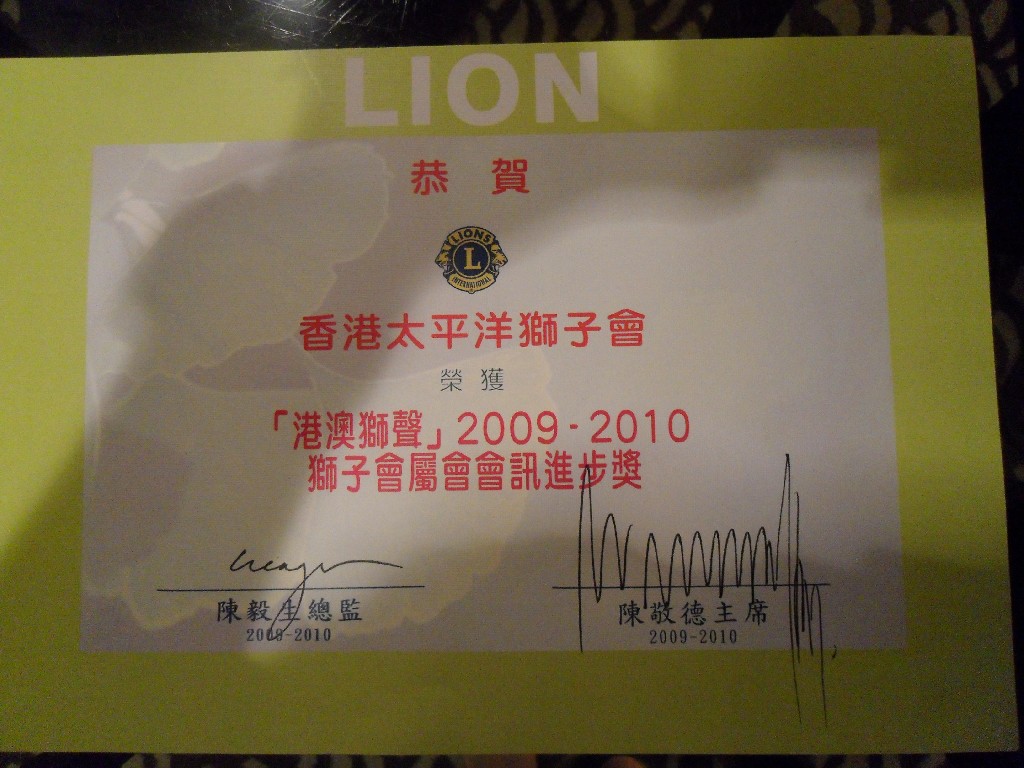 LION
恭 賀
LIONS
L
INTERNATIONAL
香港太平洋獅子會
榮 獲
「港澳獅聲」2009-2010
獅子會屬會會訊進步獎
陳毅生總監
2009-2010
陳敬德主席
2009-2010